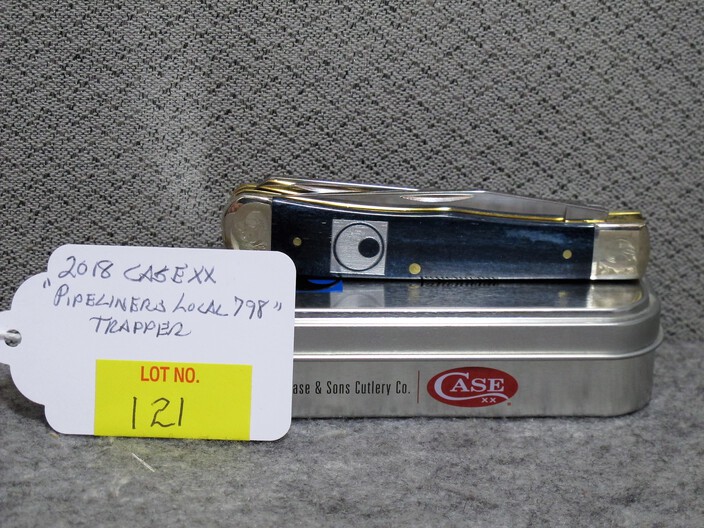 2018 CASE XX
"PIPELINERS LOCAL 798"
TRAPPER
LOT NO.
121
ase & Sons Cutlery Co.
CASE
XX